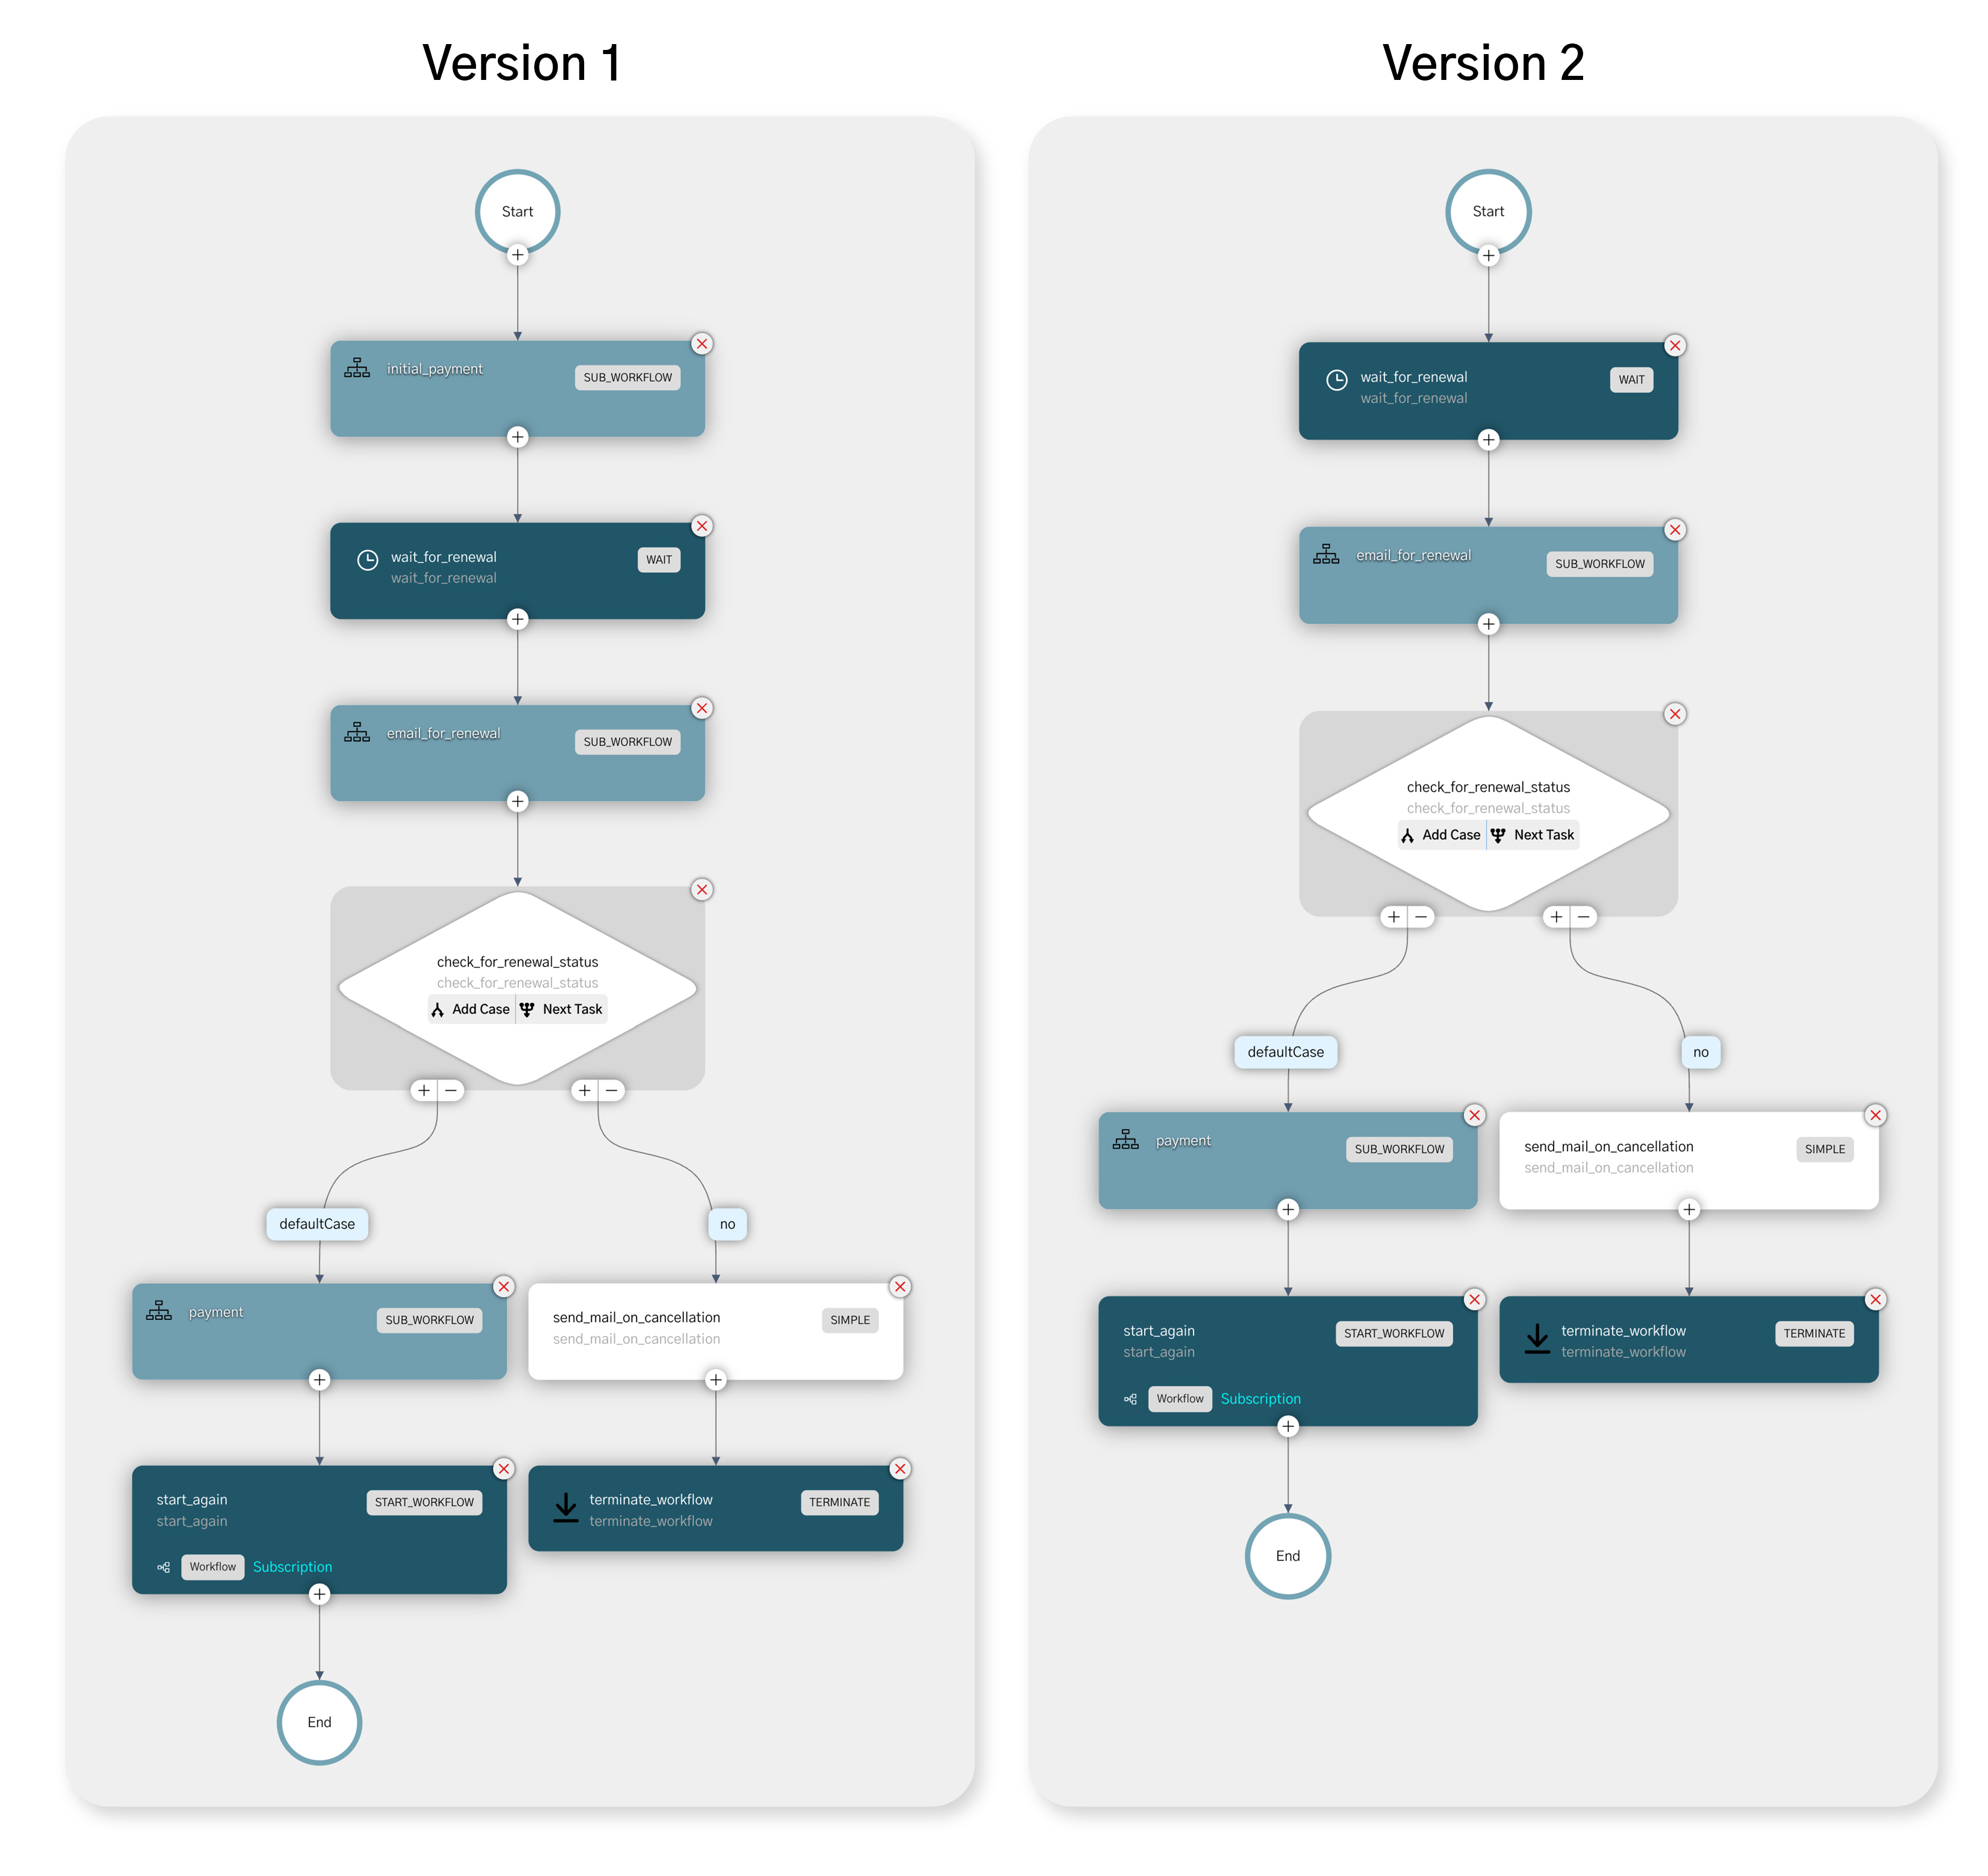 Version 1
Start
initial_payment
SUB_WORKFLOW
wait_for_renewal
WAIT
wait_for_renewal
email_for_renewal
SUB_WORKFLOW
check_for_renewal_status
check_for_renewal_status
Add Case Next Task
defaultCase
no
payment
SUB_WORKFLOW
send_mail_on_cancellation
SIMPLE
send_mail_on_cancellation
start_again
START_WORKFLOW
start_again
Workflow Subscription
terminate_workflow
TERMINATE
terminate_workflow
End
Version 2
Start
wait_for_renewal
WAIT
wait_for_renewal
email_for_renewal
SUB_WORKFLOW
check_for_renewal_status
check_for_renewal_status
Add Case Next Task
defaultCase
no
payment
SUB_WORKFLOW
send_mail_on_cancellation
SIMPLE
send_mail_on_cancellation
start_again
START_WORKFLOW
start_again
Workflow Subscription
terminate_workflow
TERMINATE
terminate_workflow
End